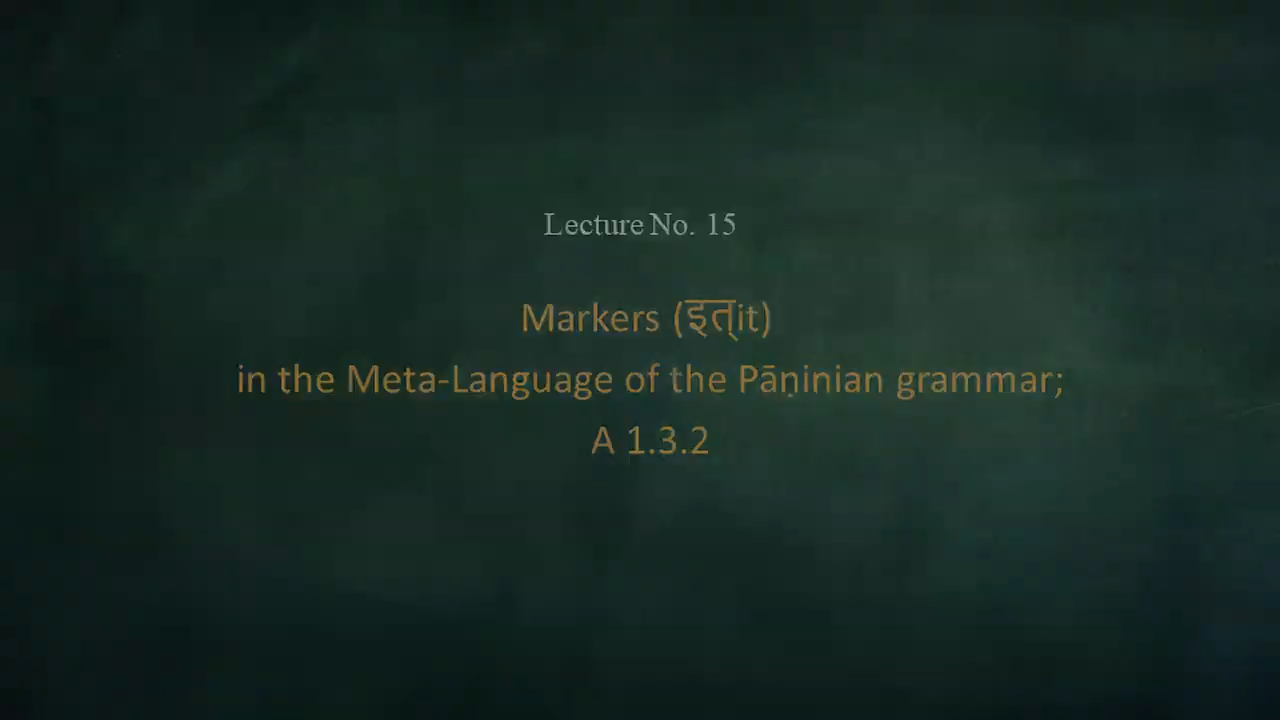 Lecture No. 15
Markers (इत्it)
in the Meta-Language of the Pāṇinian grammar;
A 1.3.2